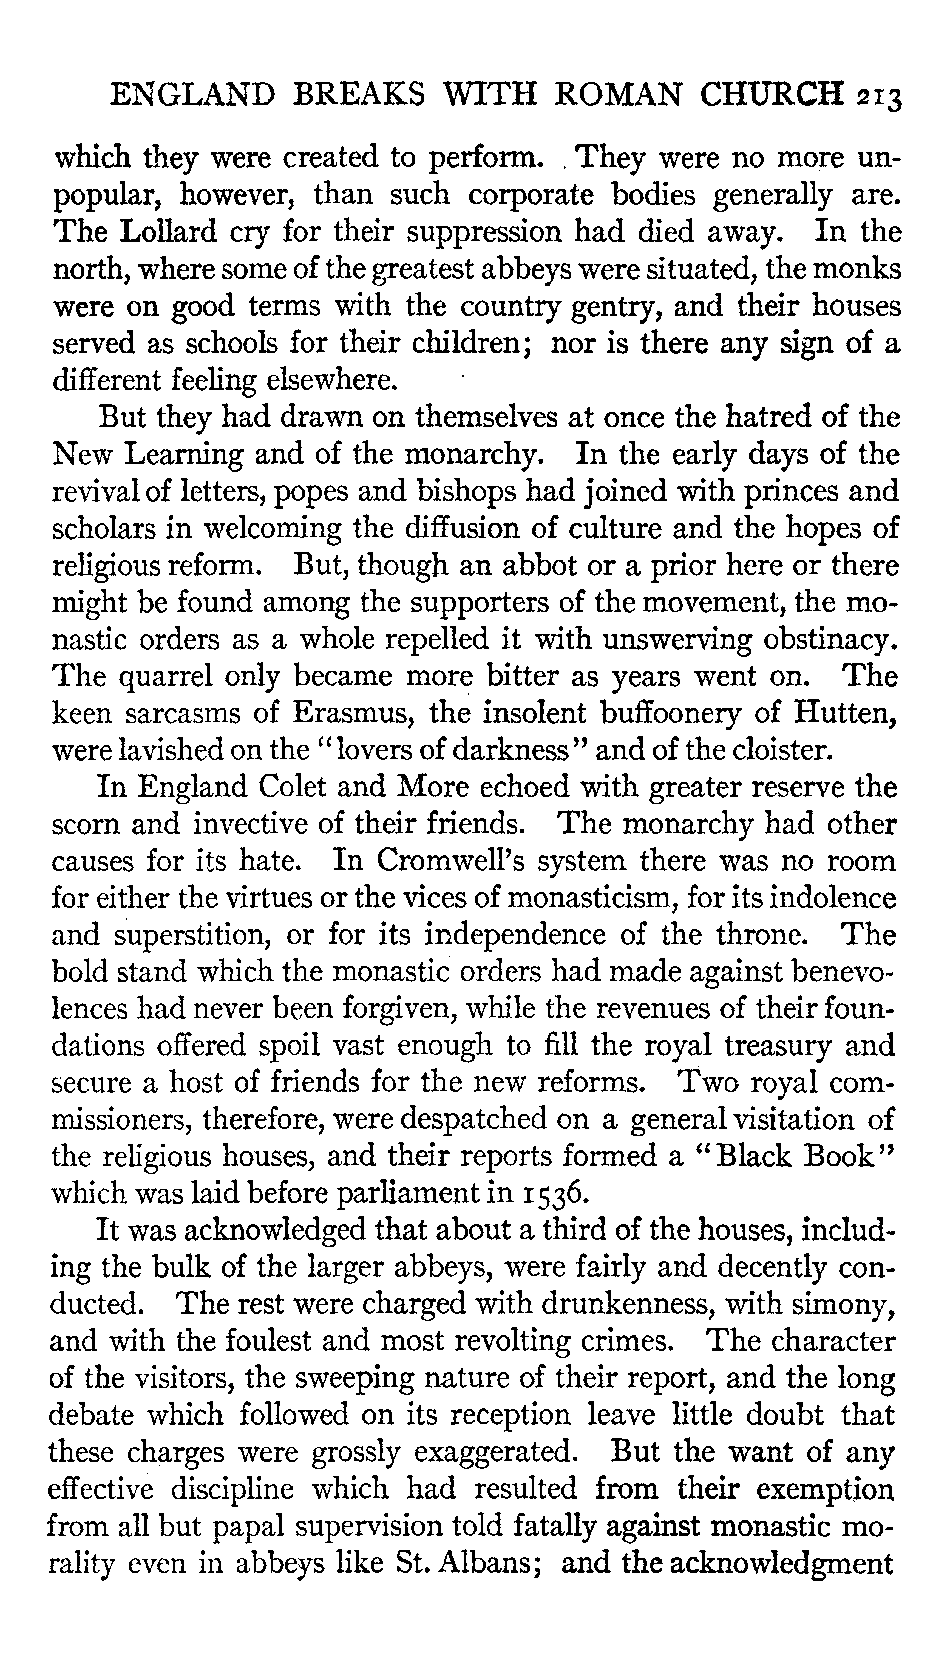 ENGLAND BREAKS WITH ROMAN CHURCH 213
which they were created to perform. They were no more un-
popular, however, than such corporate bodies generally are.
The Lollard cry for their suppression had died away. In the
north, where some of the greatest abbeys were situated, the monks
were on good terms with the country gentry, and their houses
served as schools for their children; nor is there any sign of a
different feeling elsewhere.
But they had drawn on themselves at once the hatred of the
New Learning and of the monarchy. In the early days of the
revival of letters, popes and bishops had joined with princes and
scholars in welcoming the diffusion of culture and the hopes of
religious reform. But, though an abbot or a prior here or there
might be found among the supporters of the movement, the mo-
nastic orders as a whole repelled it with unswerving obstinacy.
The quarrel only became more bitter as years went on. The
keen sarcasms of Erasmus, the insolent buffoonery of Hutten,
were lavished on the "lovers of darkness" and of the cloister.
In England Colet and More echoed with greater reserve the
scorn and invective of their friends. The monarchy had other
causes for its hate. In Cromwell's system there was no room
for either the virtues or the vices of monasticism, for its indolence
and superstition, or for its independence of the throne. The
bold stand which the monastic orders had made against benevo-
lences had never been forgiven, while the revenues of their foun-
dations offered spoil vast enough to fill the royal treasury and
secure a host of friends for the new reforms. Two royal com-
missioners, therefore, were despatched on a general visitation of
the religious houses, and their reports formed a "Black Book"
which was laid before parliament in 1536.
It was acknowledged that about a third of the houses, includ-
ing the bulk of the larger abbeys, were fairly and decently con-
ducted. The rest were charged with drunkenness, with simony,
and with the foulest and most revolting crimes. The character
of the visitors, the sweeping nature of their report, and the long
debate which followed on its reception leave little doubt that
these charges were grossly exaggerated. But the want of any
effective discipline which had resulted from their exemption
from all but papal supervision told fatally against monastic mo-
rality even in abbeys like St. Albans; and the acknowledgment